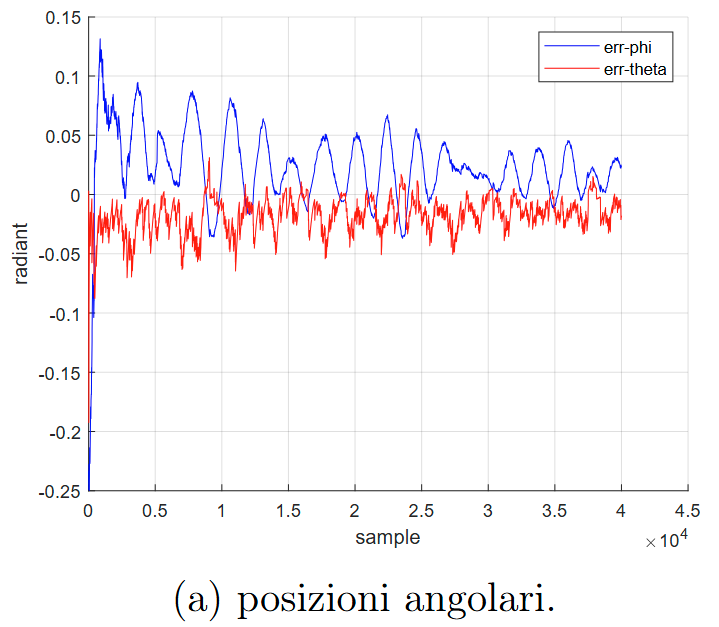 0.15
0.1
0.05
0
-0.05
-0.1
-0.15
-0.2
-0.25
radiant
err-phi
err-theta
0 0.5 1 1.5 2 2.5 3 3.5 4 4.5
sample
×10⁴
(a) posizioni angolari.